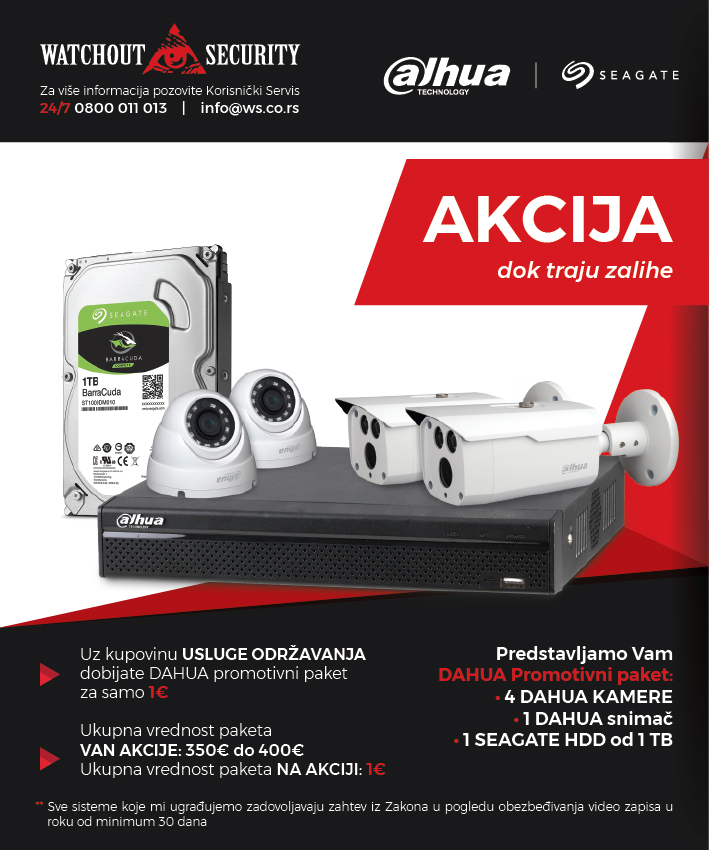 WATCHOUT SECURITY
Za više informacija pozovite Korisnički Servis
24/7 0800 011 013 | info@ws.co.rs
alhua
TECHNOLOGY
SEAGATE
AKCIJA
dok traju zalihe
SEAGATE
BARRACUDA
1TB
BarraCuda
alhua
alhua
alhua
TECHNOLOGY
Uz kupovinu USLUGE ODRŽAVANJA
dobijate DAHUA promotivni paket
za samo 1€
Ukupna vrednost paketa
VAN AKCIJE: 350€ do 400€
Ukupna vrednost paketa NA AKCIJI: 1€
Predstavljamo Vam
DAHUA Promotivni paket:
• 4 DAHUA KAMERE
• 1 DAHUA snimač
• 1 SEAGATE HDD od 1 TB
** Sve sisteme koje mi ugrađujemo zadovoljavaju zahtev iz Zakona u pogledu obezbeđivanja video zapisa u
roku od minimum 30 dana